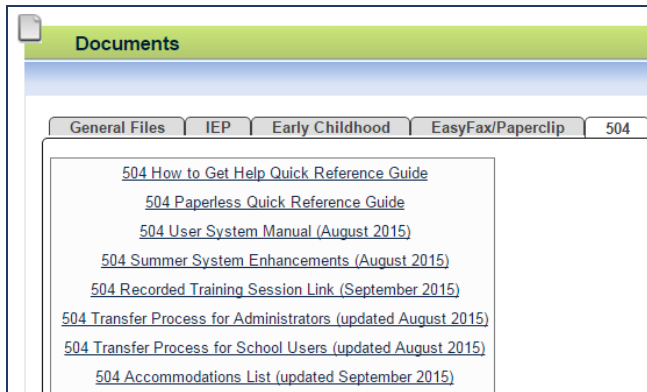 Documents
General Files IEP Early Childhood EasyFax/Paperclip 504
504 How to Get Help Quick Reference Guide
504 Paperless Quick Reference Guide
504 User System Manual (August 2015)
504 Summer System Enhancements (August 2015)
504 Recorded Training Session Link (September 2015)
504 Transfer Process for Administrators (updated August 2015)
504 Transfer Process for School Users (updated August 2015)
504 Accommodations List (updated September 2015)